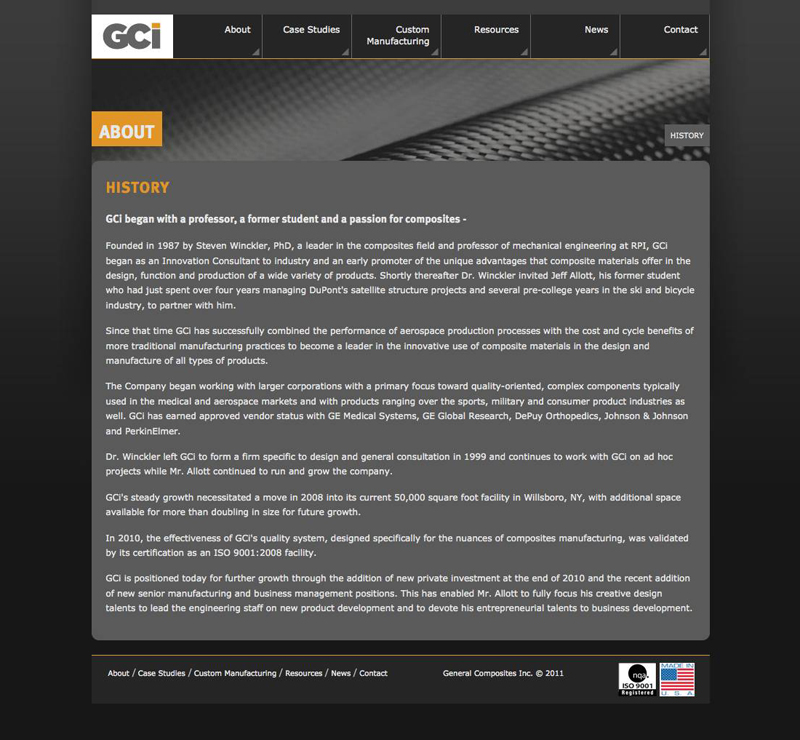 GCi
About
Case Studies
Custom
Manufacturing
Resources
News
Contact
ABOUT
HISTORY
HISTORY
GCi began with a professor, a former student and a passion for composites -
Founded in 1987 by Steven Winckler, PhD, a leader in the composites field and professor of mechanical engineering at RPI, GCi
began as an Innovation Consultant to industry and an early promoter of the unique advantages that composite materials offer in the
design, function and production of a wide variety of products. Shortly thereafter Dr. Winckler invited Jeff Allott, his former student
who had just spent over four years managing DuPont's satellite structure projects and several pre-college years in the ski and bicycle
industry, to partner with him.
Since that time GCi has successfully combined the performance of aerospace production processes with the cost and cycle benefits of
more traditional manufacturing practices to become a leader in the innovative use of composite materials in the design and
manufacture of all types of products.
The Company began working with larger corporations with a primary focus toward quality-oriented, complex components typically
used in the medical and aerospace markets and with products ranging over the sports, military and consumer product industries as
well. GCi has earned approved vendor status with GE Medical Systems, GE Global Research, DePuy Orthopedics, Johnson & Johnson
and PerkinElmer.
Dr. Winckler left GCi to form a firm specific to design and general consultation in 1999 and continues to work with GCi on ad hoc
projects while Mr. Allott continued to run and grow the company.
GCi's steady growth necessitated a move in 2008 into its current 50,000 square foot facility in Willsboro, NY, with additional space
available for more than doubling in size for future growth.
In 2010, the effectiveness of GCi's quality system, designed specifically for the nuances of composites manufacturing, was validated
by its certification as an ISO 9001:2008 facility.
GCi is positioned today for further growth through the addition of new private investment at the end of 2010 and the recent addition
of new senior manufacturing and business management positions. This has enabled Mr. Allott to fully focus his creative design
talents to lead the engineering staff on new product development and to devote his entrepreneurial talents to business development.
About / Case Studies / Custom Manufacturing / Resources / News / Contact
General Composites Inc. © 2011
nqa.
ISO 9001
Registered
MADE IN
U.S.A